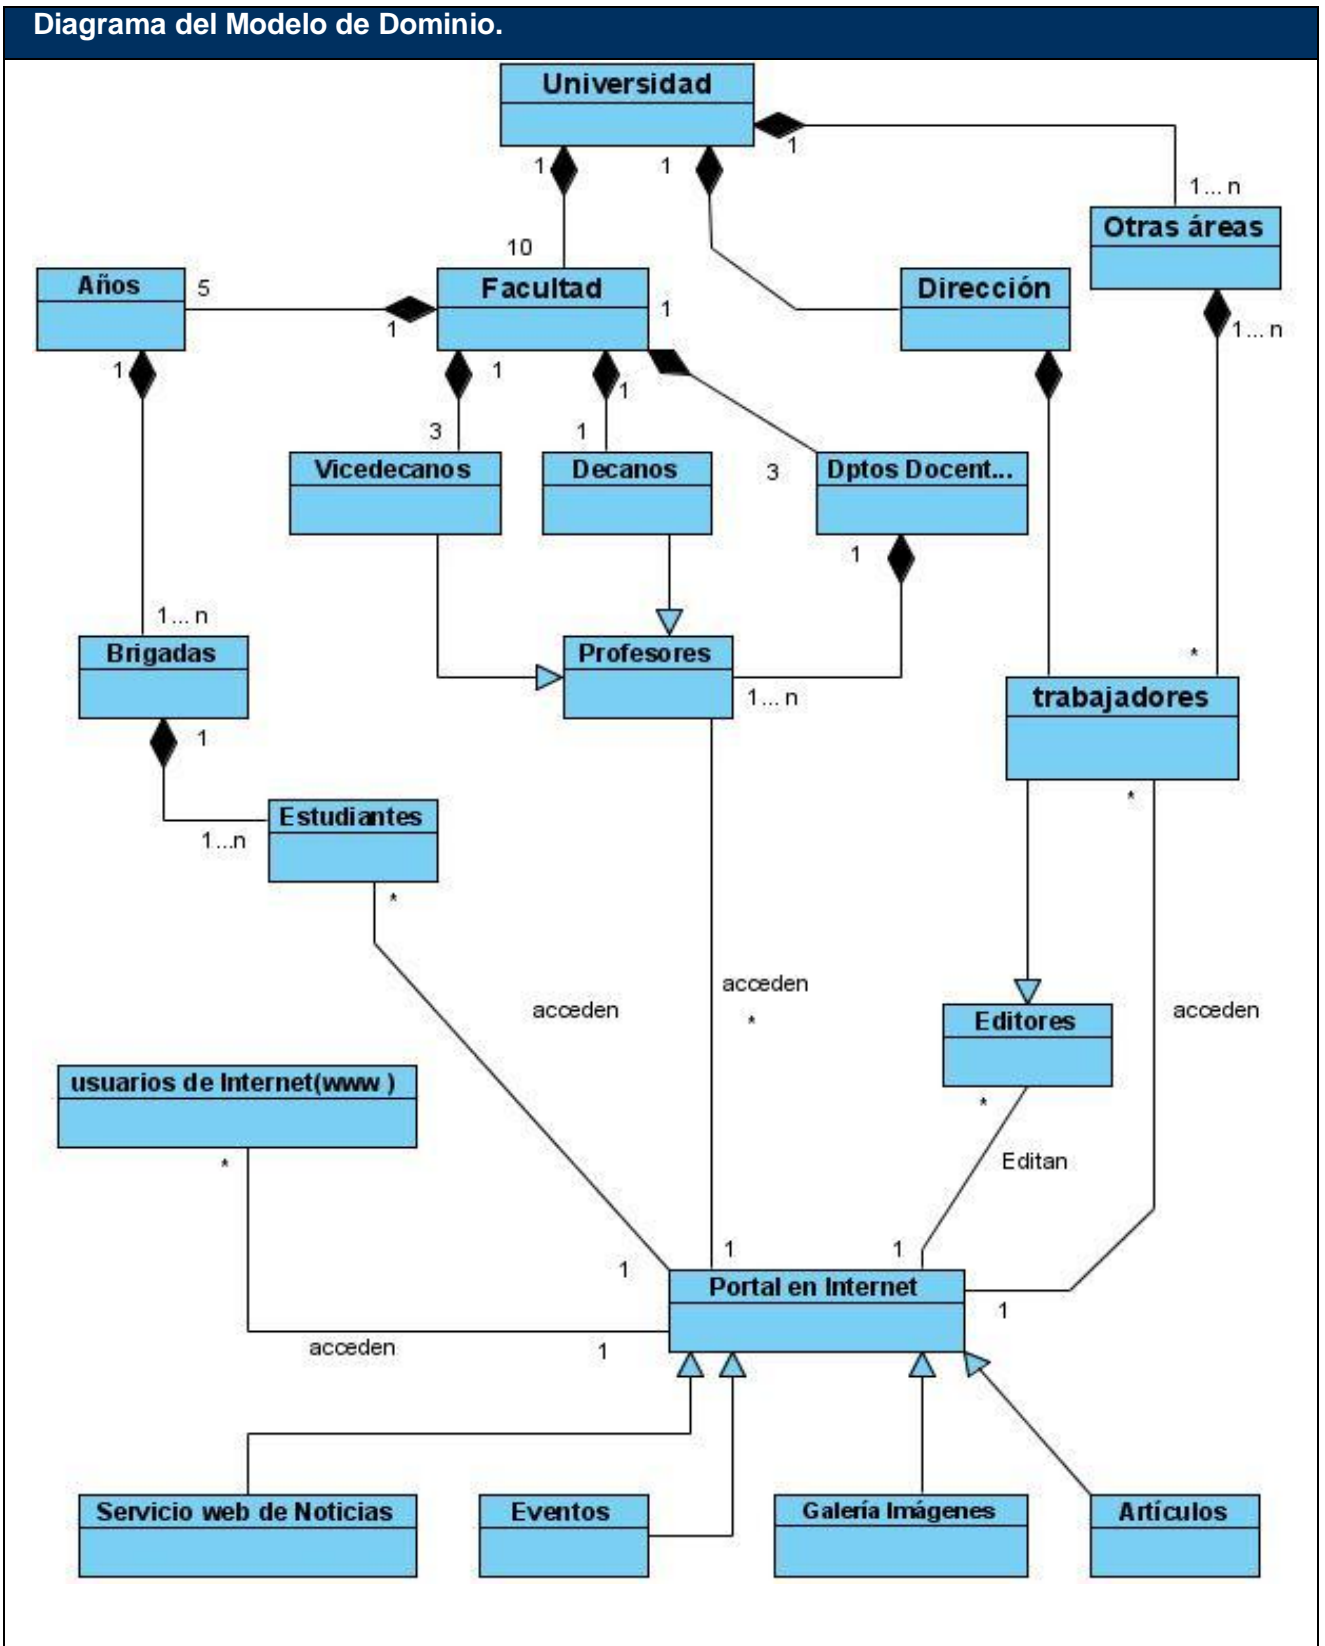 Diagrama del Modelo de Dominio.
Universidad
1
1
1
1... n
Otras áreas
10
Años
5
Facultad
1
Dirección
1
1... n
1
1
1
3
1
3
Vicedecanos
Decanos
Dptos Docent...
1
1... n
*
Brigadas
Profesores
1... n
trabajadores
1
*
Estudiantes
1...n
*
acceden
acceden
*
acceden
Editores
*
usuarios de Internet(www )
*
Editan
1
1
1
Portal en Internet
1
acceden
1
Servicio web de Noticias
Eventos
Galería Imágenes
Artículos